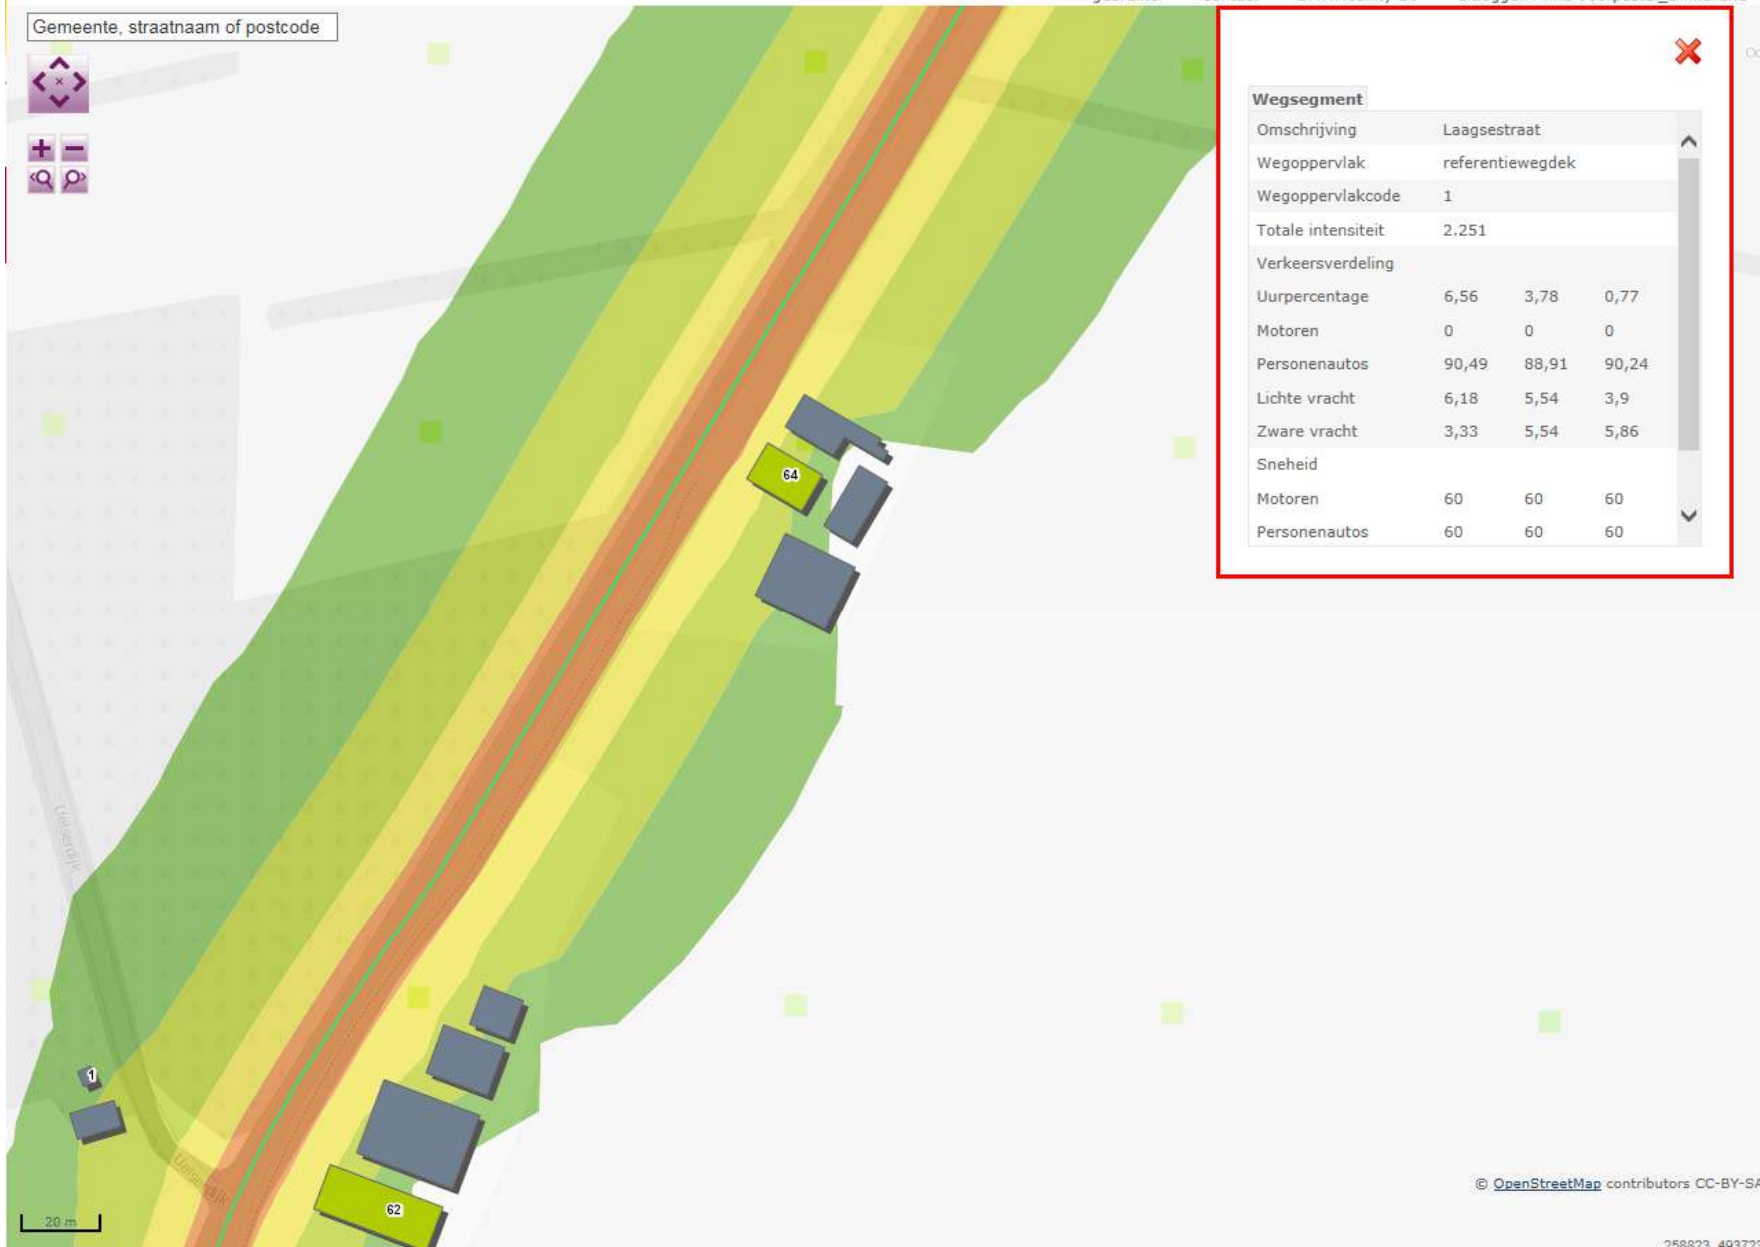 Gemeente, straatnaam of postcode
Wegsegment
Omschrijving Laagsestraat
Wegoppervlak referentiewegdek
Wegoppervlakcode 1
Totale intensiteit 2.251
Verkeersverdeling
Uurpercentage 6,56 3,78 0,77
Motoren 0 0 0
Personenautos 90,49 88,91 90,24
Lichte vracht 6,18 5,54 3,9
Zware vracht 3,33 5,54 5,86
Sneheid
Motoren 60 60 60
Personenautos 60 60 60
64
Uelserdijk
1
Uelserdijk
62
20 m
© OpenStreetMap contributors CC-BY-SA